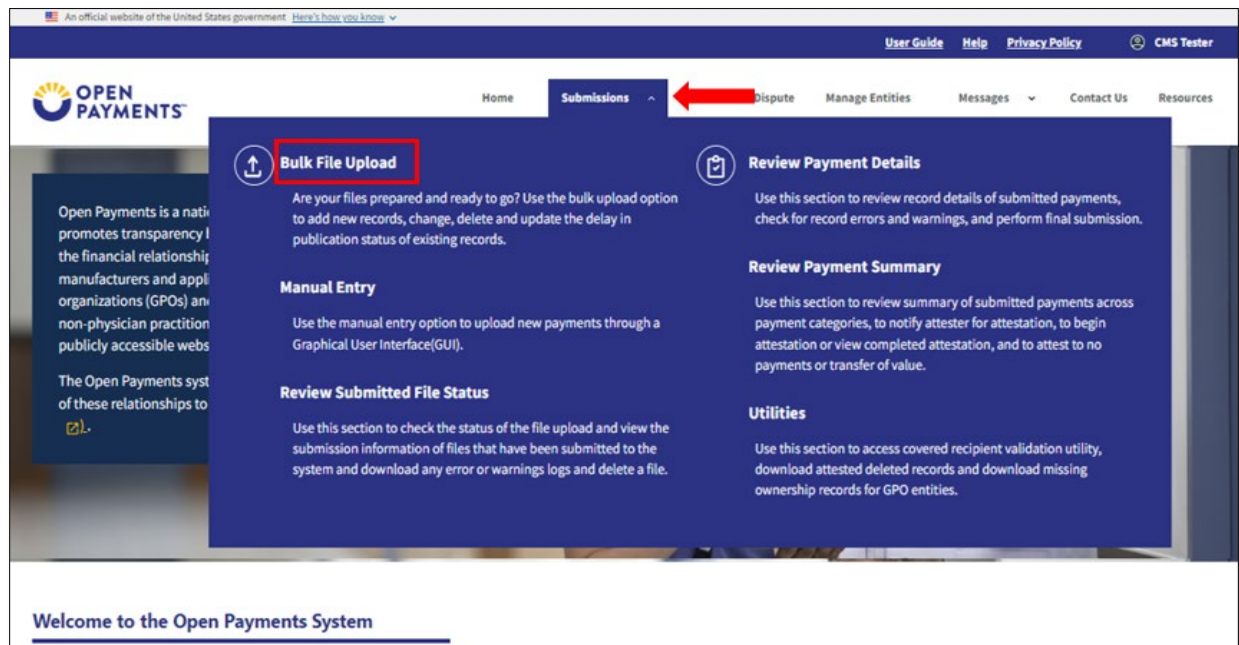 An official website of the United States government Here's how you know
User Guide Help Privacy Policy CMS Tester
OPEN
PAYMENTS
Home Submissions Dispute Manage Entities Messages Contact Us Resources
Bulk File Upload
Are your files prepared and ready to go? Use the bulk upload option
to add new records, change, delete and update the delay in
publication status of existing records.
Manual Entry
Use the manual entry option to upload new payments through a
Graphical User Interface(GUI).
Review Submitted File Status
Use this section to check the status of the file upload and view the
submission information of files that have been submitted to the
system and download any error or warnings logs and delete a file.
Review Payment Details
Use this section to review record details of submitted payments,
check for record errors and warnings, and perform final submission.
Review Payment Summary
Use this section to review summary of submitted payments across
payment categories, to notify attester for attestation, to begin
attestation or view completed attestation, and to attest to no
payments or transfer of value.
Utilities
Use this section to access covered recipient validation utility,
download attested deleted records and download missing
ownership records for GPO entities.
Open Payments is a nati
promotes transparency
the financial relationship
manufacturers and appli
organizations (GPOs) an
non-physician practition
publicly accessible webs
The Open Payments syst
of these relationships to
).
Welcome to the Open Payments System